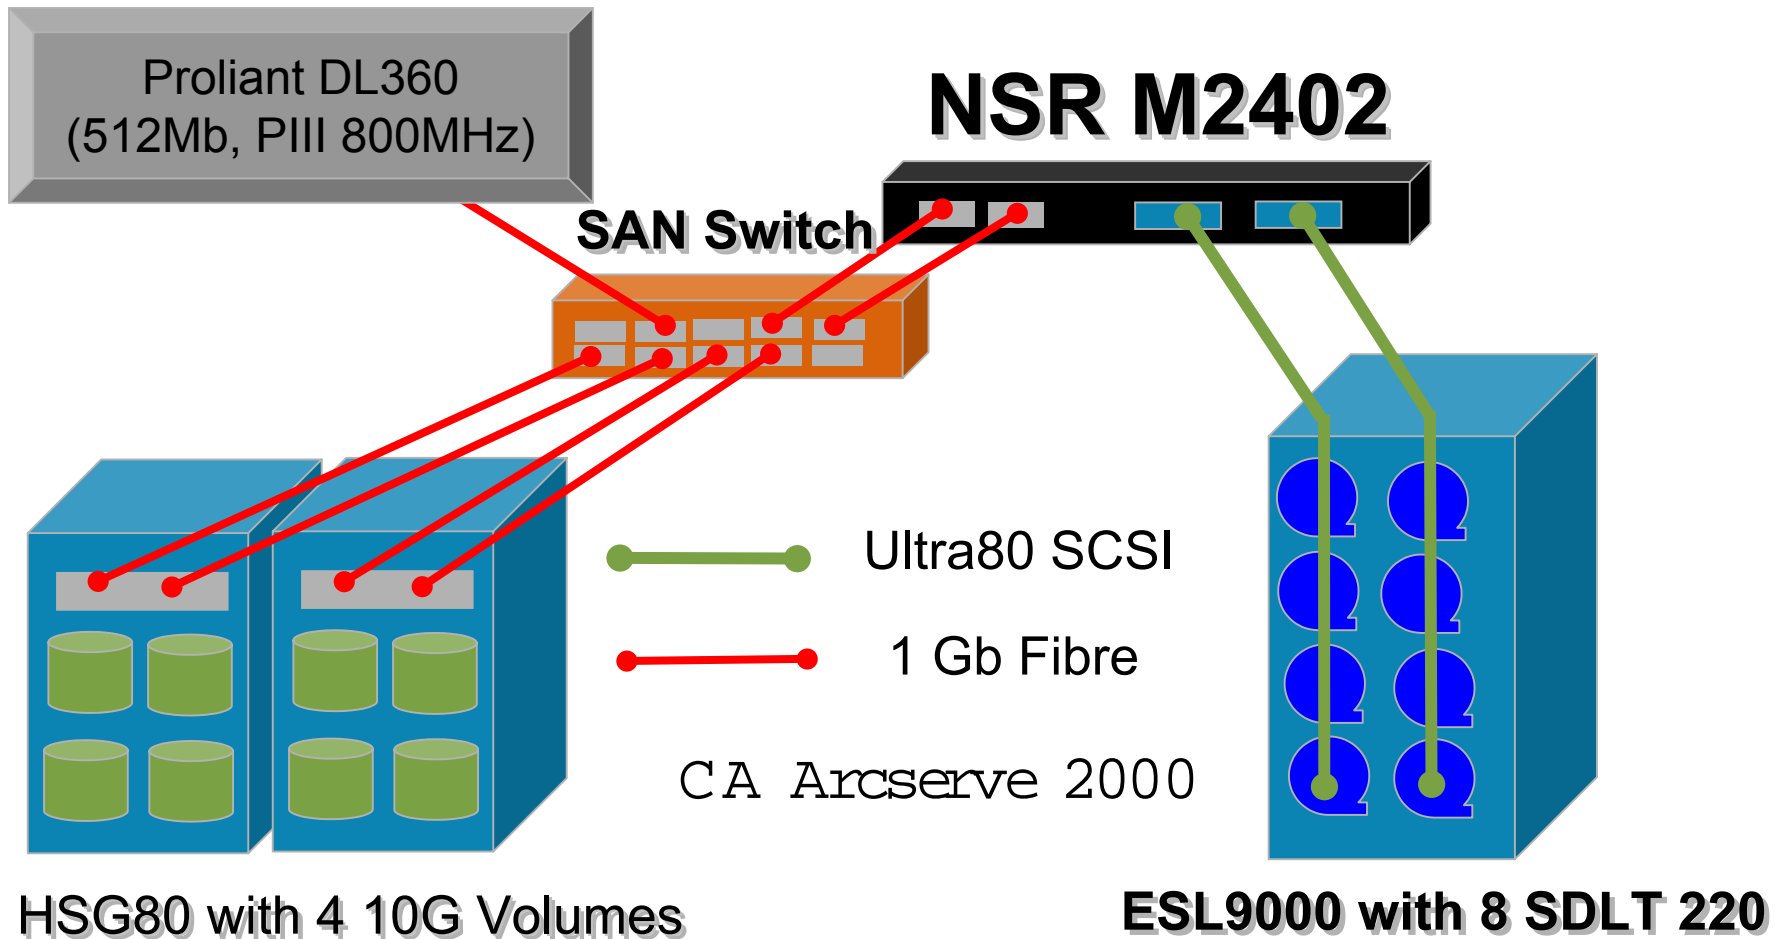 Proliant DL360
(512Mb, PIII 800MHz)
NSR M2402
SAN Switch
Ultra80 SCSI
1 Gb Fibre
CA Arcserve 2000
HSG80 with 4 10G Volumes
ESL9000 with 8 SDLT 220